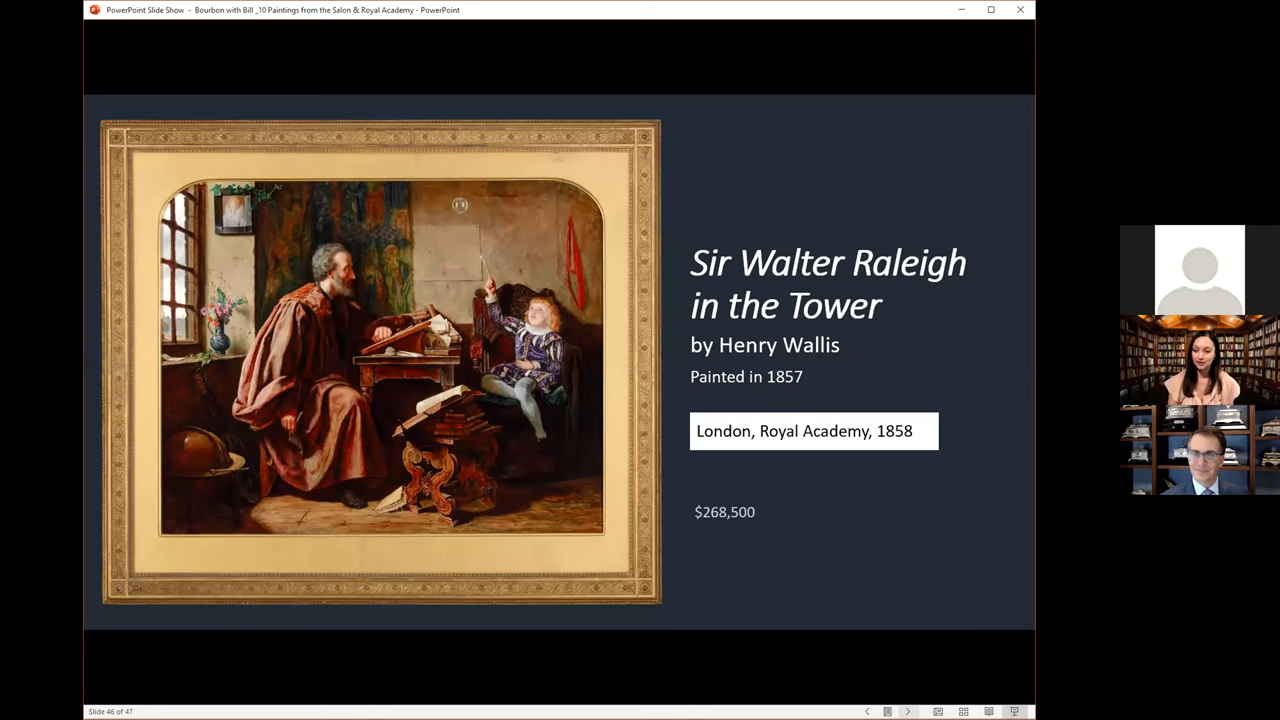 PowerPoint Slide Show - Bourbon with Bill _10 Paintings from the Salon & Royal Academy - PowerPoint
Sir Walter Raleigh
in the Tower
by Henry Wallis
Painted in 1857
London, Royal Academy, 1858
$268,500
Slide 46 of 47